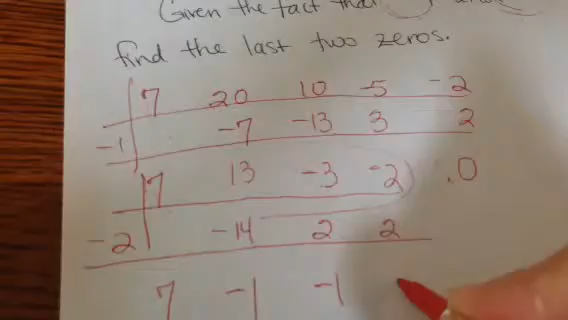 Given the fact that
find the last two zeros.
7 20 10 -5 -2
-1 -7 -13 3 2
7 13 -3 -2 .0
-2 -14 2 2
7 -1 -1